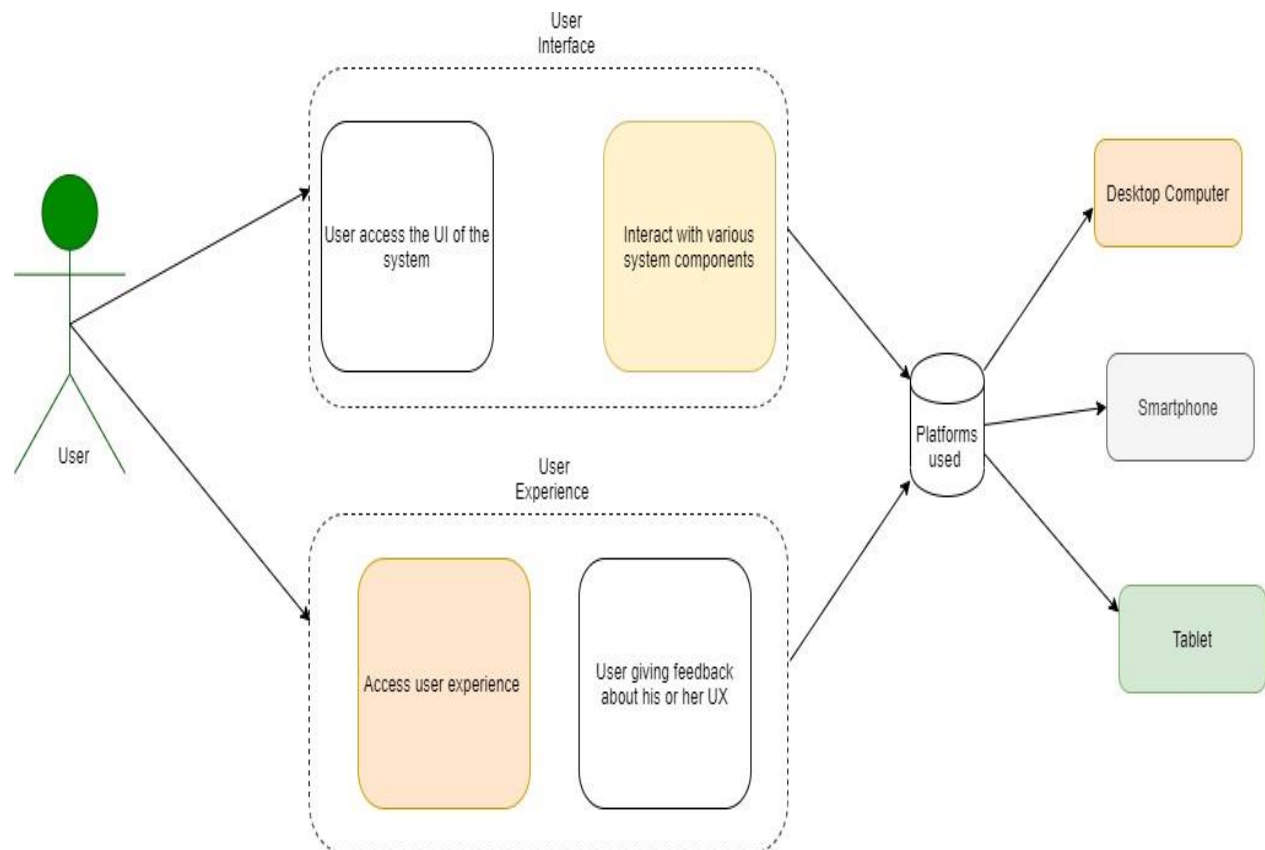 User
Interface
User access the UI of the
system
Interact with various
system components
Desktop Computer
Smartphone
Platforms
used
User
User
Experience
Access user experience
User giving feedback
about his or her UX
Tablet